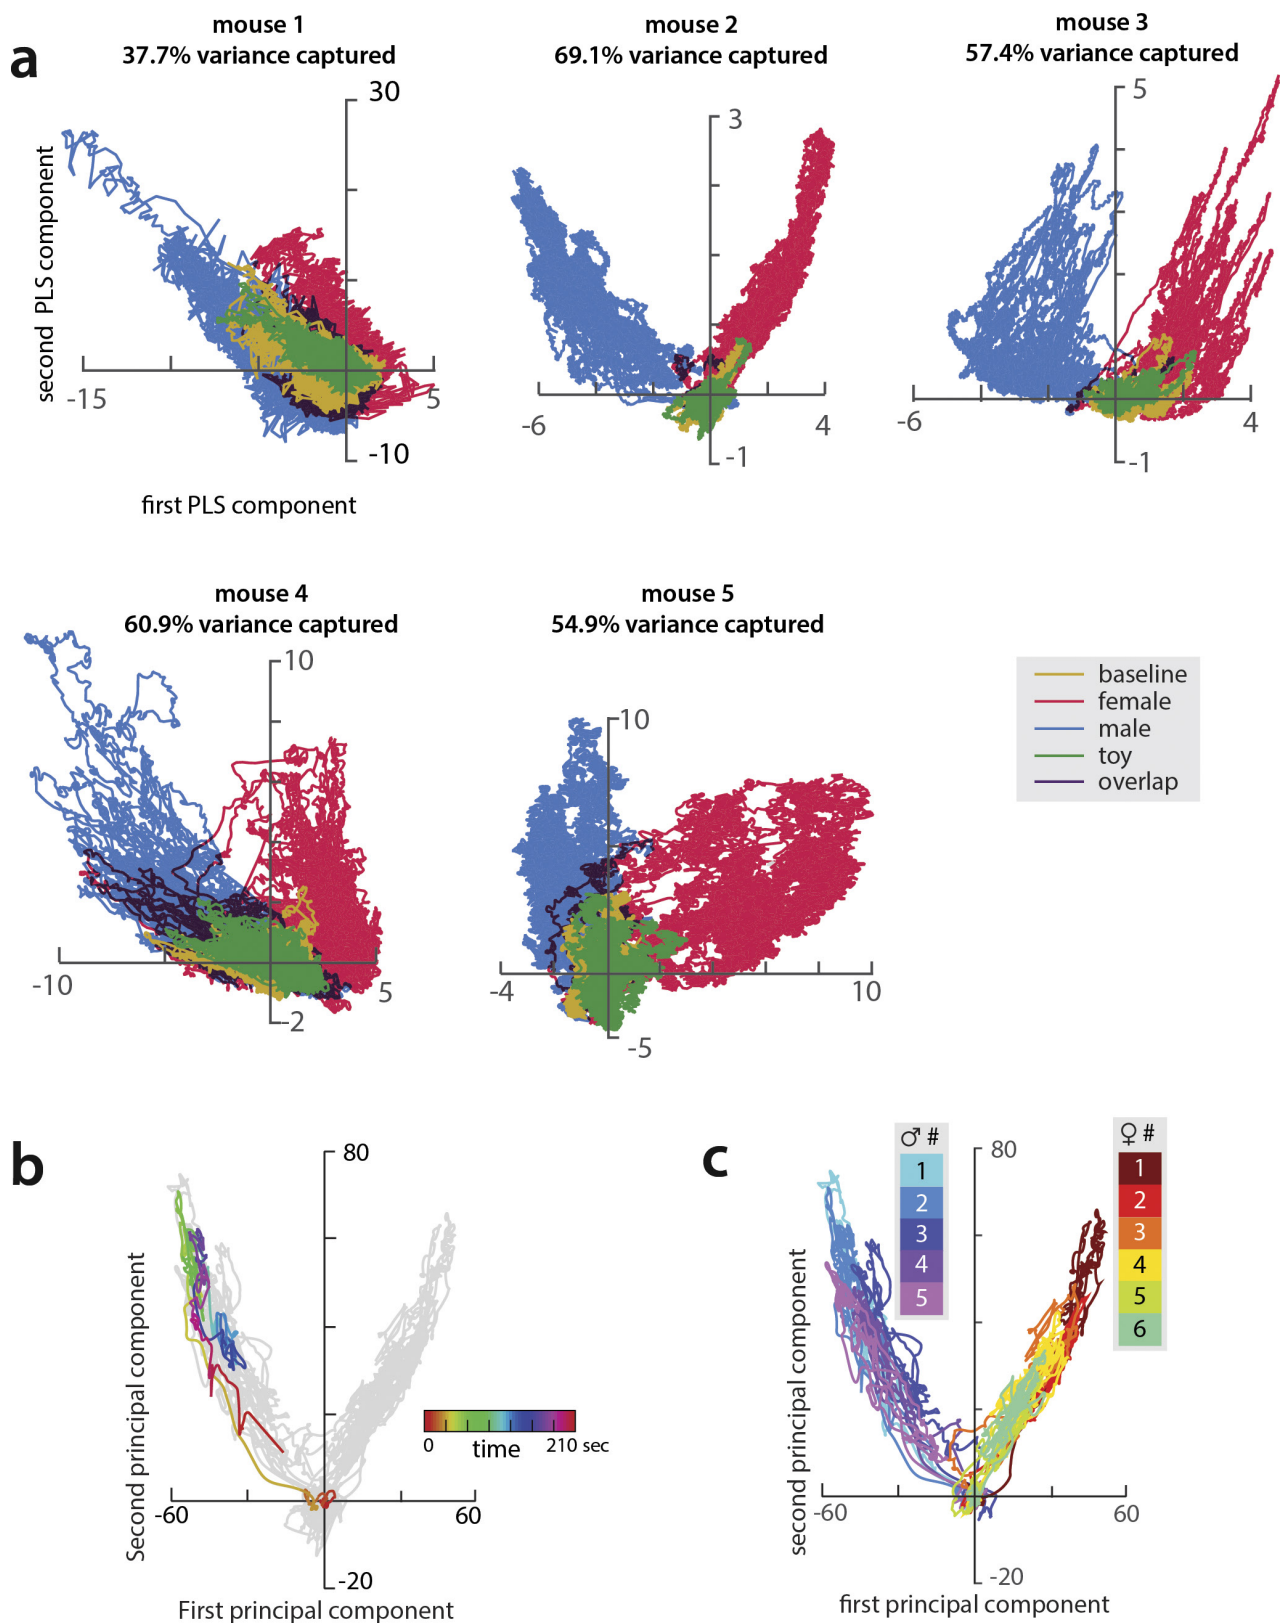 a
mouse 1
37.7% variance captured
mouse 2
69.1% variance captured
mouse 3
57.4% variance captured
30
second PLS component
-15
5
-10
first PLS component
3
-6
4
-1
5
-6
4
-1
mouse 4
60.9% variance captured
mouse 5
54.9% variance captured
10
-10
5
-2
10
-4
10
-5
baseline
female
male
toy
overlap
b
80
Second principal component
-60
60
-20
First principal component
0
time
210 sec
c
♂ #
1
2
3
4
5
80
♀ #
1
2
3
4
5
6
second principal component
-60
60
-20
first principal component